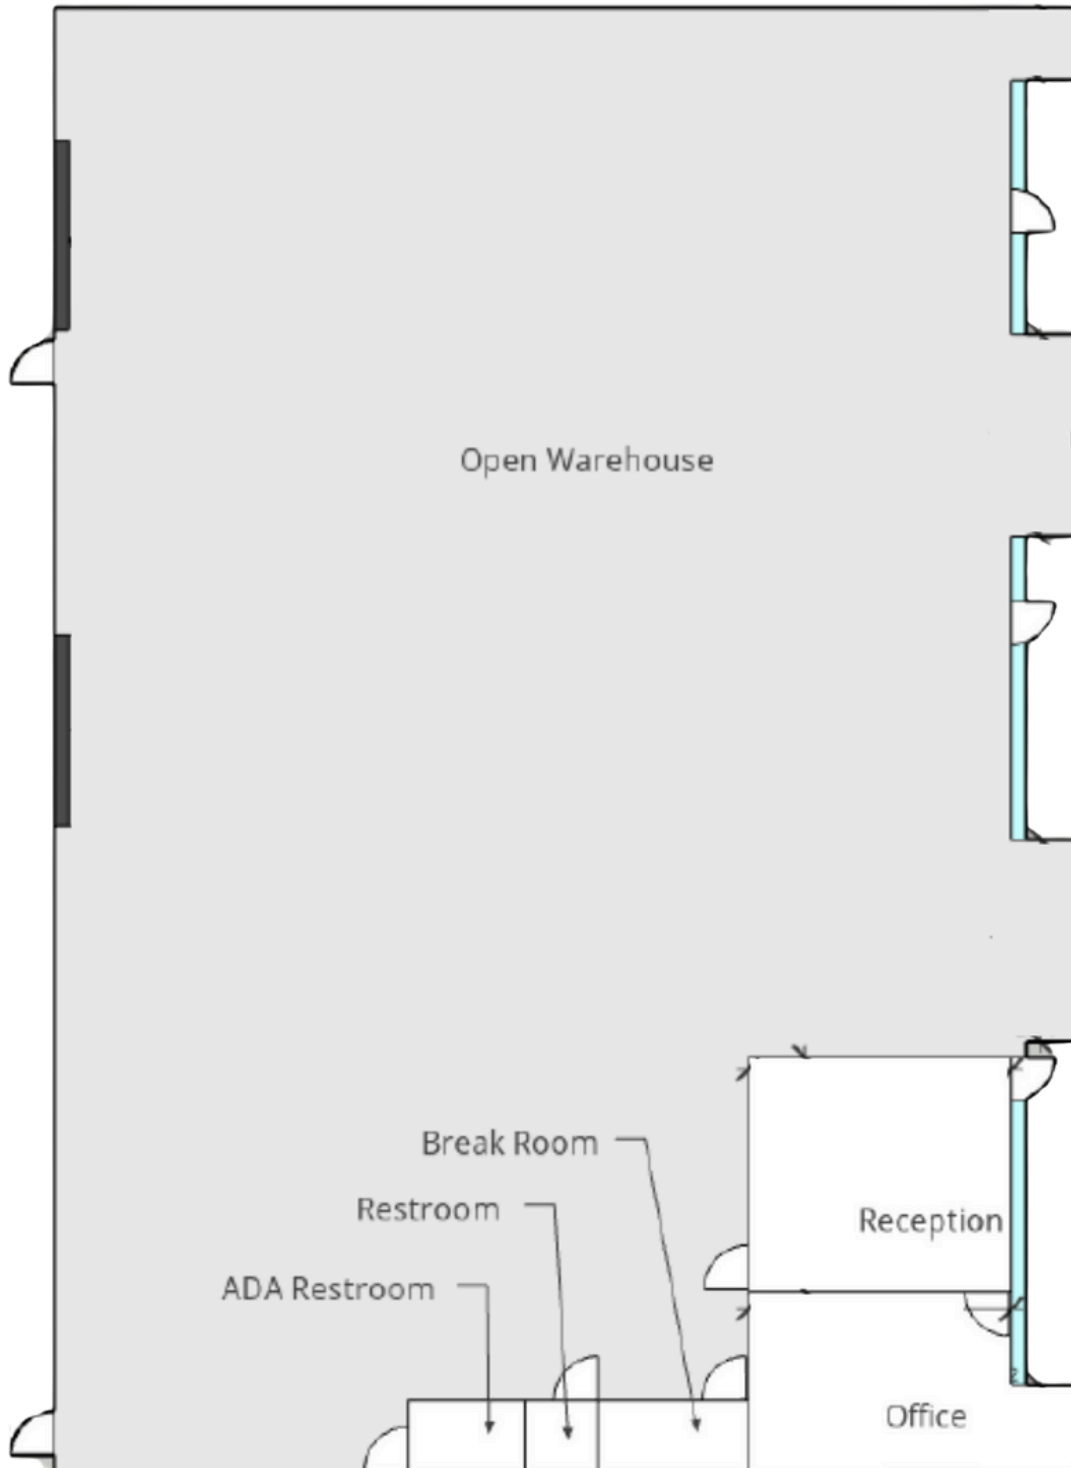 Open Warehouse
Break Room
Restroom
Reception
ADA Restroom
Office